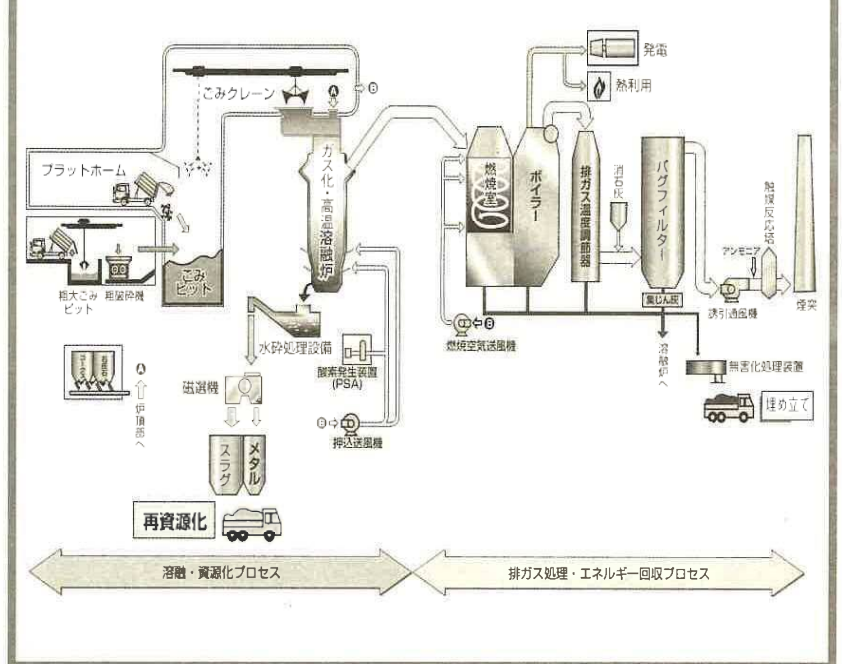 発電
熱利用
ごみクレーン
A
B
プラットホーム
ガス化・高温溶融炉
燃焼室
ボイラー
排ガス温度調節器
消石灰
バグフィルター
触媒反応塔
アンモニア
煙突
ごみ
ピット
粗大ごみ
ピット
粗破砕機
集じん灰
誘引通風機
水砕処理設備
燃焼空気送風機
B
酸素発生装置
(PSA)
溶融炉へ
無害化処理装置
コークス
石灰石
A
炉頂部へ
磁選機
埋め立て
B
押込送風機
スラグ
メタル
再資源化
溶融・資源化プロセス
排ガス処理・エネルギー回収プロセス